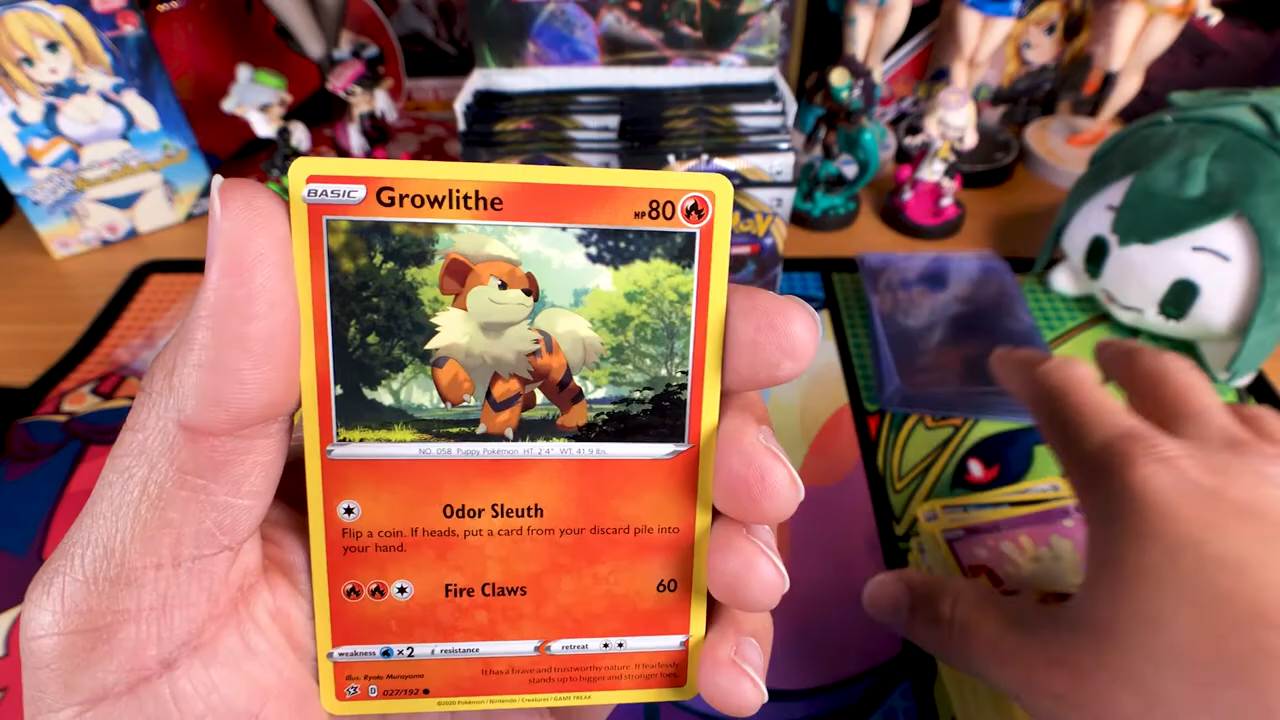 BASIC Growlithe HP 80
NO. 058 Puppy Pokémon HT: 2'4" WT: 41.9 lbs.
Odor Sleuth
Flip a coin. If heads, put a card from your discard pile into
your hand.
Fire Claws 60
weakness ×2 resistance retreat
Illus. Ryota Murayama
It has a brave and trustworthy nature. If fearlessly
stands up to bigger and stronger foes.
D 027/192
©2020 Pokémon / Nintendo / Creatures / GAME FREAK